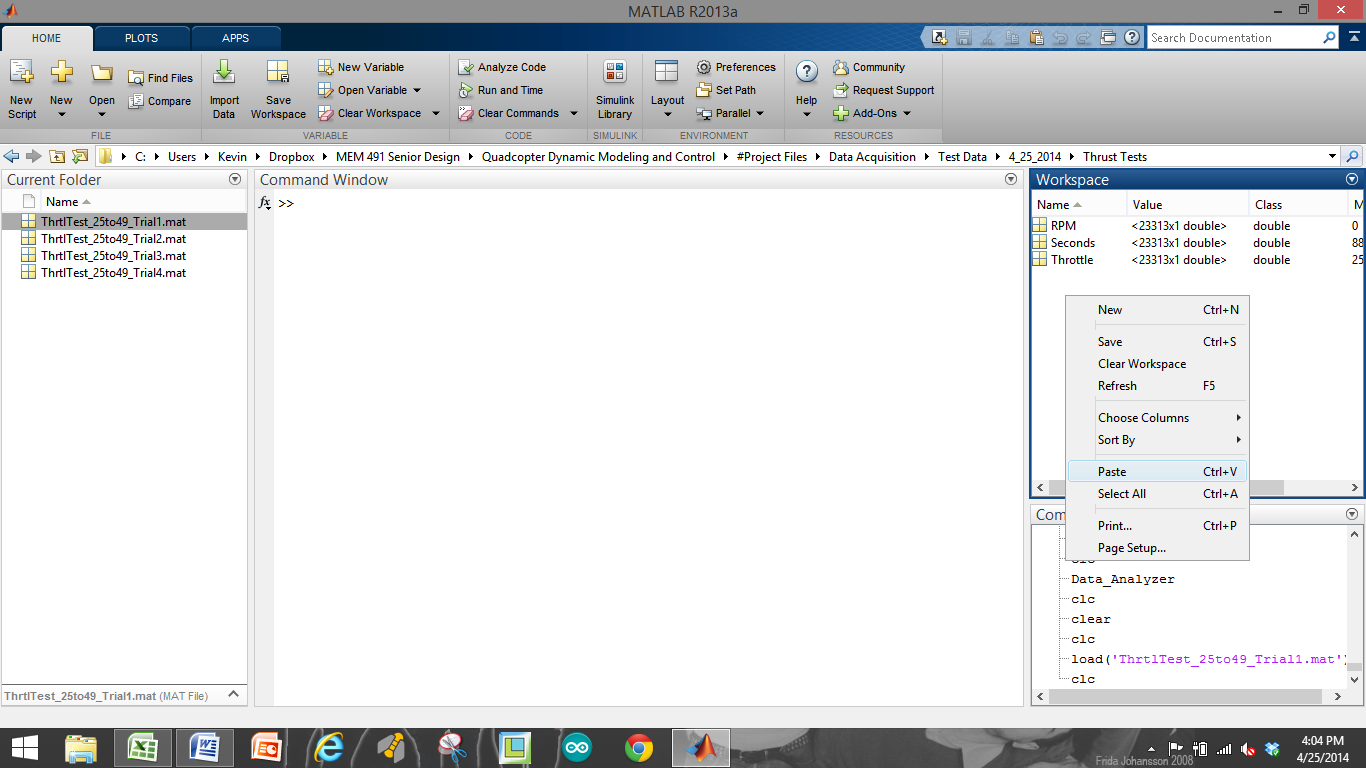 MATLAB R2013a
HOME PLOTS APPS
Search Documentation
New Script
New
Open
Find Files
Compare
FILE
Import Data
Save Workspace
New Variable
Open Variable
Clear Workspace
VARIABLE
Analyze Code
Run and Time
Clear Commands
CODE
Simulink Library
SIMULINK
Layout
Preferences
Set Path
Parallel
ENVIRONMENT
Help
Community
Request Support
Add-Ons
RESOURCES
C: Users Kevin Dropbox MEM 491 Senior Design Quadcopter Dynamic Modeling and Control #Project Files Data Acquisition Test Data 4_25_2014 Thrust Tests
Current Folder
Name
ThrtlTest_25to49_Trial1.mat
ThrtlTest_25to49_Trial2.mat
ThrtlTest_25to49_Trial3.mat
ThrtlTest_25to49_Trial4.mat
ThrtlTest_25to49_Trial1.mat (MAT File)
Command Window
fx >>
Workspace
Name Value Class M
RPM <23313x1 double> double 0
Seconds <23313x1 double> double 88
Throttle <23313x1 double> double 25
New Ctrl+N
Save Ctrl+S
Clear Workspace
Refresh F5
Choose Columns
Sort By
Paste Ctrl+V
Select All Ctrl+A
Print... Ctrl+P
Page Setup...
Com
clc
Data_Analyzer
clc
clear
clc
load('ThrtlTest_25to49_Trial1.mat')
clc
Frida Johansson 2008
4:04 PM
4/25/2014